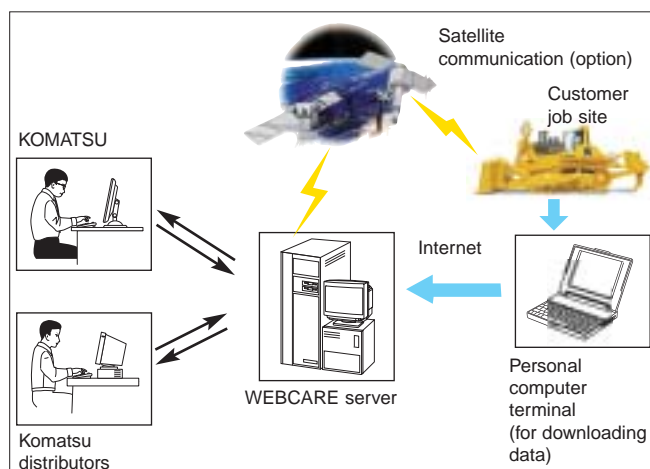 Satellite
communication (option)
Customer
job site
KOMATSU
Internet
WEBCARE server
Personal
computer
terminal
(for downloading
data)
Komatsu
distributors